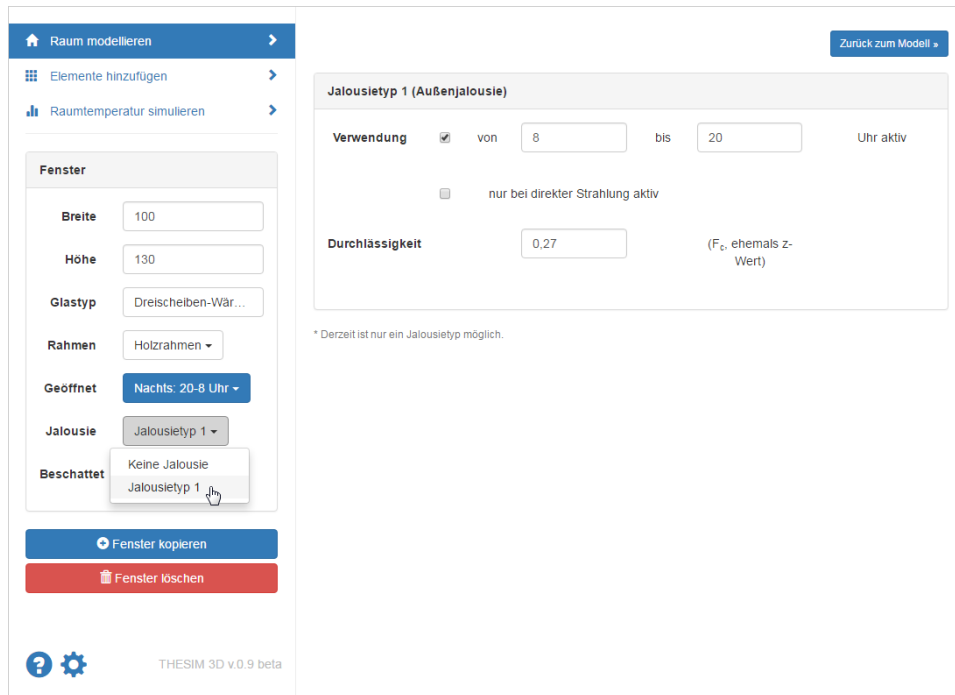 Raum modellieren
Elemente hinzufügen
Raumtemperatur simulieren
Fenster
Breite 100
Höhe 130
Glastyp Dreischeiben-Wär...
Rahmen Holzrahmen
Geöffnet Nachts: 20-8 Uhr
Jalousie Jalousietyp 1
Keine Jalousie
Beschattet
Jalousietyp 1
Fenster kopieren
Fenster löschen
THESIM 3D v.0.9 beta
Zurück zum Modell »
Jalousietyp 1 (Außenjalousie)
Verwendung von 8 bis 20 Uhr aktiv
nur bei direkter Strahlung aktiv
Durchlässigkeit 0,27 (Fc, ehemals z-
Wert)
* Derzeit ist nur ein Jalousietyp möglich.